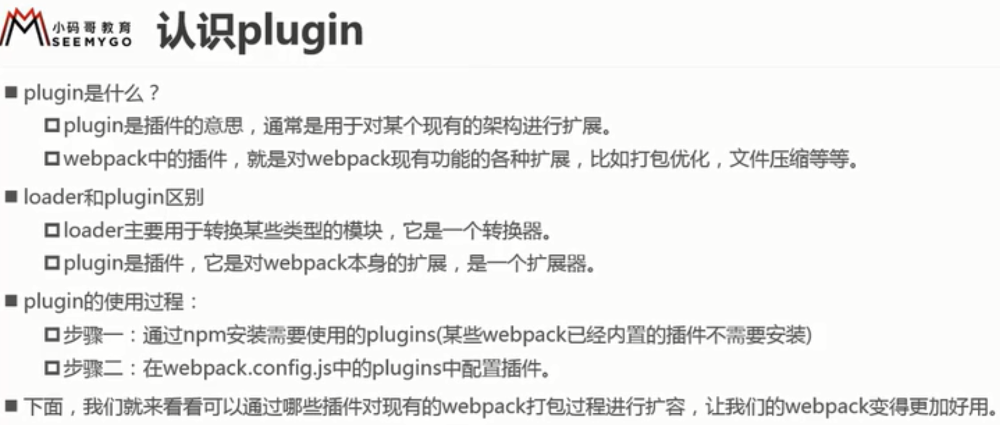 小码哥教育
SEEMYGO
认识plugin
plugin是什么？
plugin是插件的意思，通常是用于对某个现有的架构进行扩展。
webpack中的插件，就是对webpack现有功能的各种扩展，比如打包优化，文件压缩等等。
loader和plugin区别
loader主要用于转换某些类型的模块，它是一个转换器。
plugin是插件，它是对webpack本身的扩展，是一个扩展器。
plugin的使用过程：
步骤一：通过npm安装需要使用的plugins(某些webpack已经内置的插件不需要安装)
步骤二：在webpack.config.js中的plugins中配置插件。
下面，我们就来看看可以通过哪些插件对现有的webpack打包过程进行扩容，让我们的webpack变得更加好用。